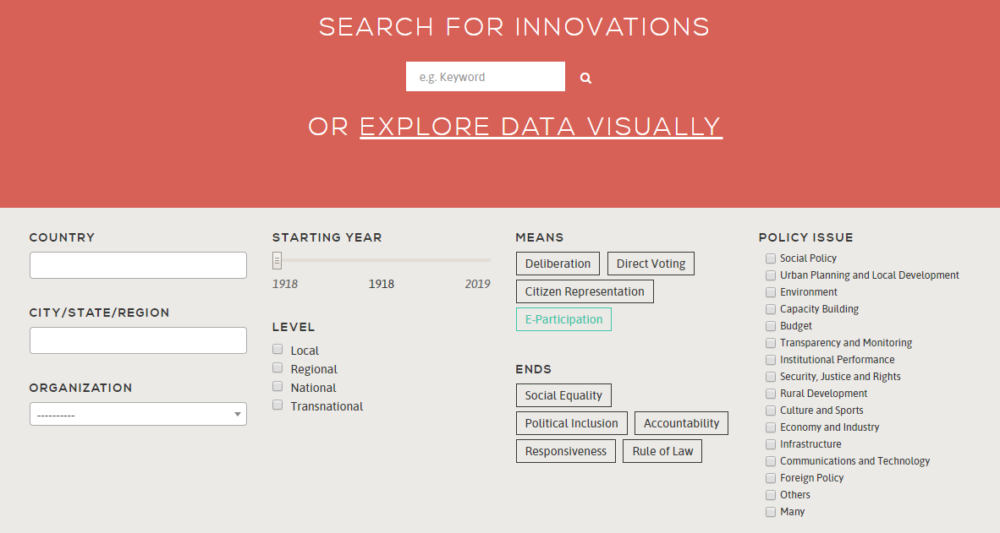 SEARCH FOR INNOVATIONS
e.g. Keyword
OR EXPLORE DATA VISUALLY
COUNTRY
CITY/STATE/REGION
ORGANIZATION
----------
STARTING YEAR
1918 1918 2019
LEVEL
Local
Regional
National
Transnational
MEANS
Deliberation Direct Voting
Citizen Representation
E-Participation
ENDS
Social Equality
Political Inclusion Accountability
Responsiveness Rule of Law
POLICY ISSUE
Social Policy
Urban Planning and Local Development
Environment
Capacity Building
Budget
Transparency and Monitoring
Institutional Performance
Security, Justice and Rights
Rural Development
Culture and Sports
Economy and Industry
Infrastructure
Communications and Technology
Foreign Policy
Others
Many